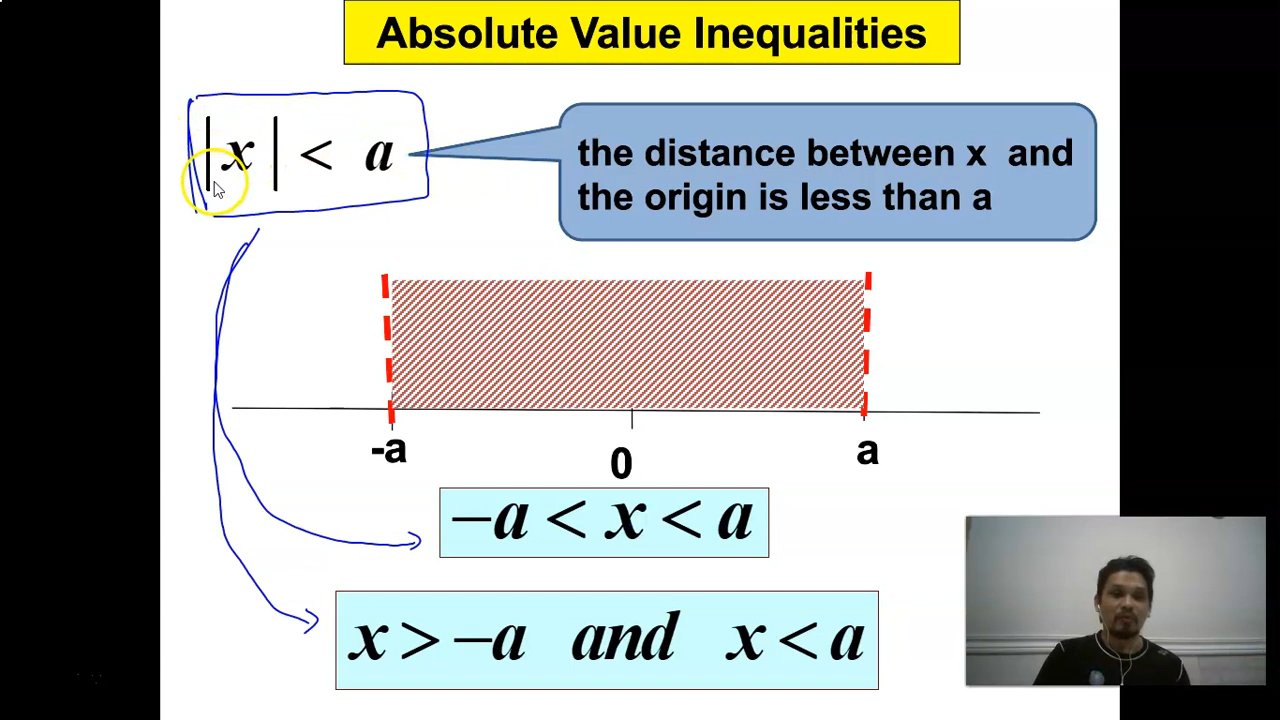 Absolute Value Inequalities
|x| < a
the distance between x and
the origin is less than a
-a 0 a
−a < x < a
x > −a and x < a